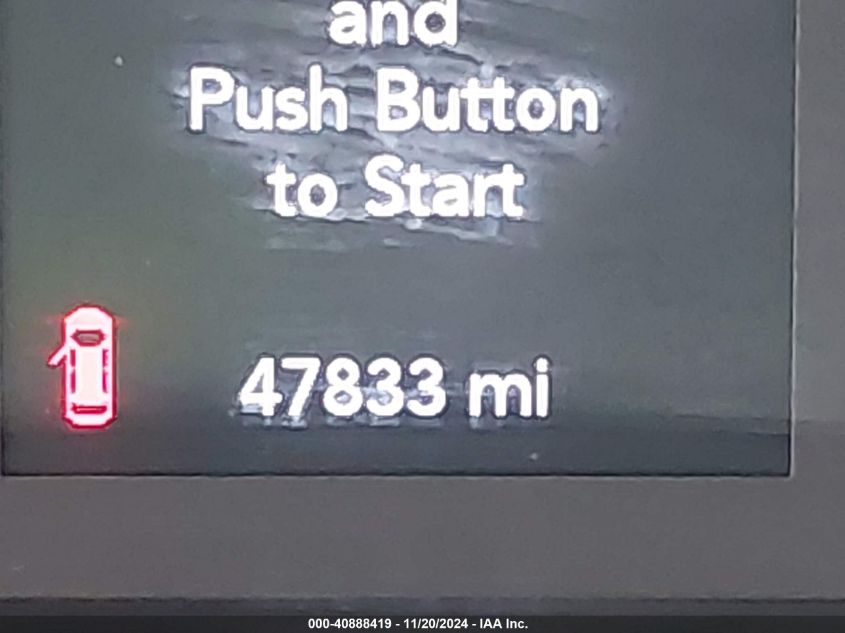 and
Push Button
to Start
47833 mi
000-40888419 - 11/20/2024 - IAA Inc.